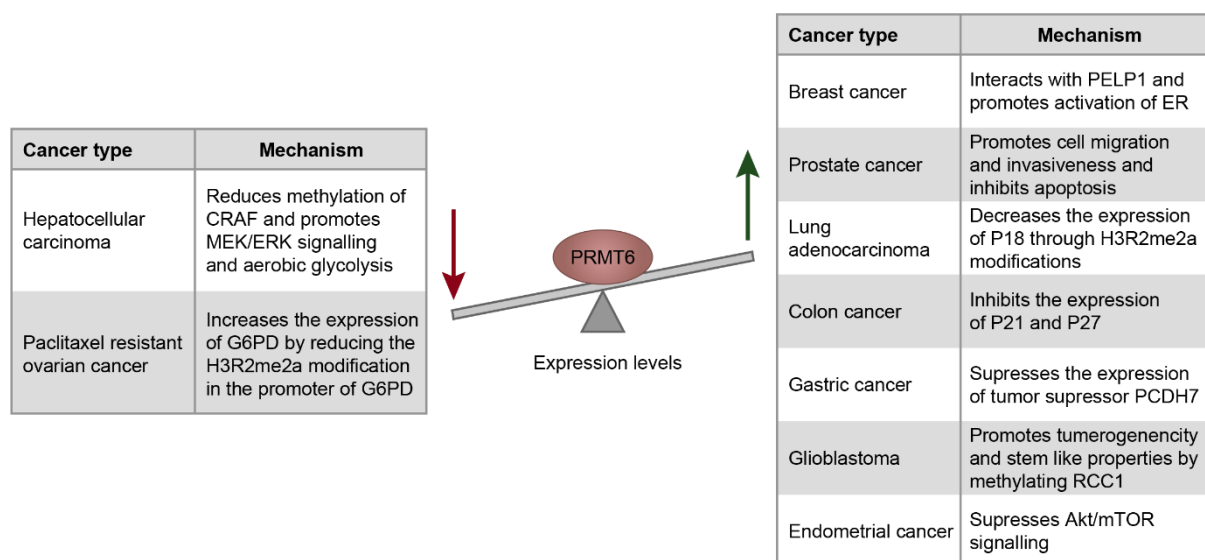 Cancer type
Mechanism
Hepatocellular
carcinoma
Reduces methylation of
CRAF and promotes
MEK/ERK signalling
and aerobic glycolysis
Paclitaxel resistant
ovarian cancer
Increases the expression
of G6PD by reducing the
H3R2me2a modification
in the promoter of G6PD
PRMT6
Expression levels
Cancer type
Mechanism
Breast cancer
Interacts with PELP1 and
promotes activation of ER
Prostate cancer
Promotes cell migration
and invasiveness and
inhibits apoptosis
Lung
adenocarcinoma
Decreases the expression
of P18 through H3R2me2a
modifications
Colon cancer
Inhibits the expression
of P21 and P27
Gastric cancer
Supresses the expression
of tumor supressor PCDH7
Glioblastoma
Promotes tumerogenencity
and stem like properties by
methylating RCC1
Endometrial cancer
Supresses Akt/mTOR
signalling